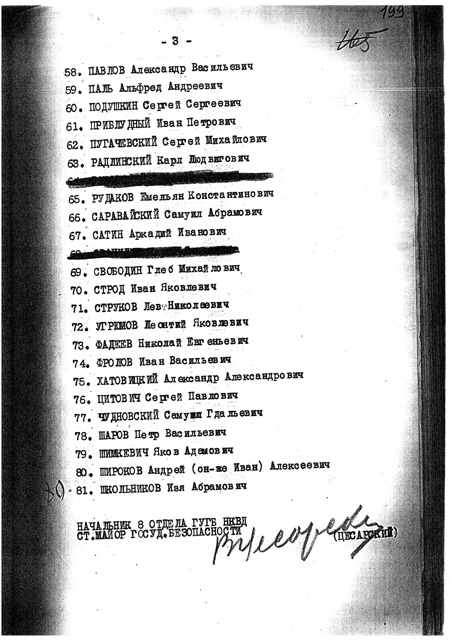 199
- 3 -
58. ПАВЛОВ Александр Васильевич
59. ПАЛЬ Альфред Андреевич
60. ПОДУШКИН Сергей Сергеевич
61. ПРИБЛУДНЫЙ Иван Петрович
62. ПУГАЧЕВСКИЙ Сергей Михайлович
63. РАДЛИНСКИЙ Карл Людвигович
65. РУДАКОВ Емельян Константинович
66. САРАВАЙСКИЙ Самуил Абрамович
67. САТИН Аркадий Иванович
69. СВОБОДИН Глеб Михайлович
70. СТРОД Иван Яковлевич
71. СТРУКОВ Лев Николаевич
72. УГРЮМОВ Леонтий Яковлевич
73. ФАДЕЕВ Николай Евгеньевич
74. ФРОЛОВ Иван Васильевич
75. ХАТОВИЦКИЙ Александр Александрович
76. ЦИТОВИЧ Сергей Павлович
77. ЧУДНОВСКИЙ Самуил Гдальевич
78. ШАРОВ Петр Васильевич
79. ШИМКЕВИЧ Яков Адамович
80. ШИРОКОВ Андрей (он-же Иван) Алексеевич
80 - 81. ШКОЛЬНИКОВ Изя Абрамович
НАЧАЛЬНИК 8 ОТДЕЛА ГУГБ НКВД
СТ.МАЙОР ГОСУД.БЕЗОПАСНОСТИ
(ЦЕСАРСКИЙ)